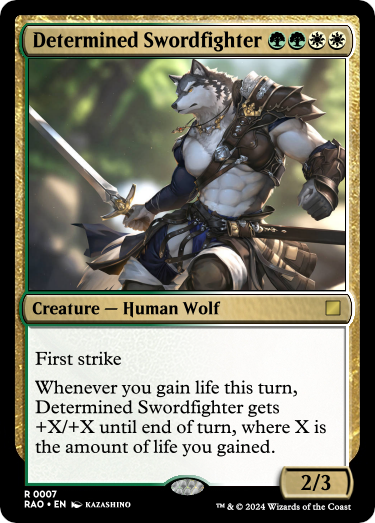 Determined Swordfighter
Creature — Human Wolf
First strike
Whenever you gain life this turn,
Determined Swordfighter gets
+X/+X until end of turn, where X is
the amount of life you gained.
2/3
R 0007
RAO • EN KAZASHINO
™ & © 2024 Wizards of the Coast